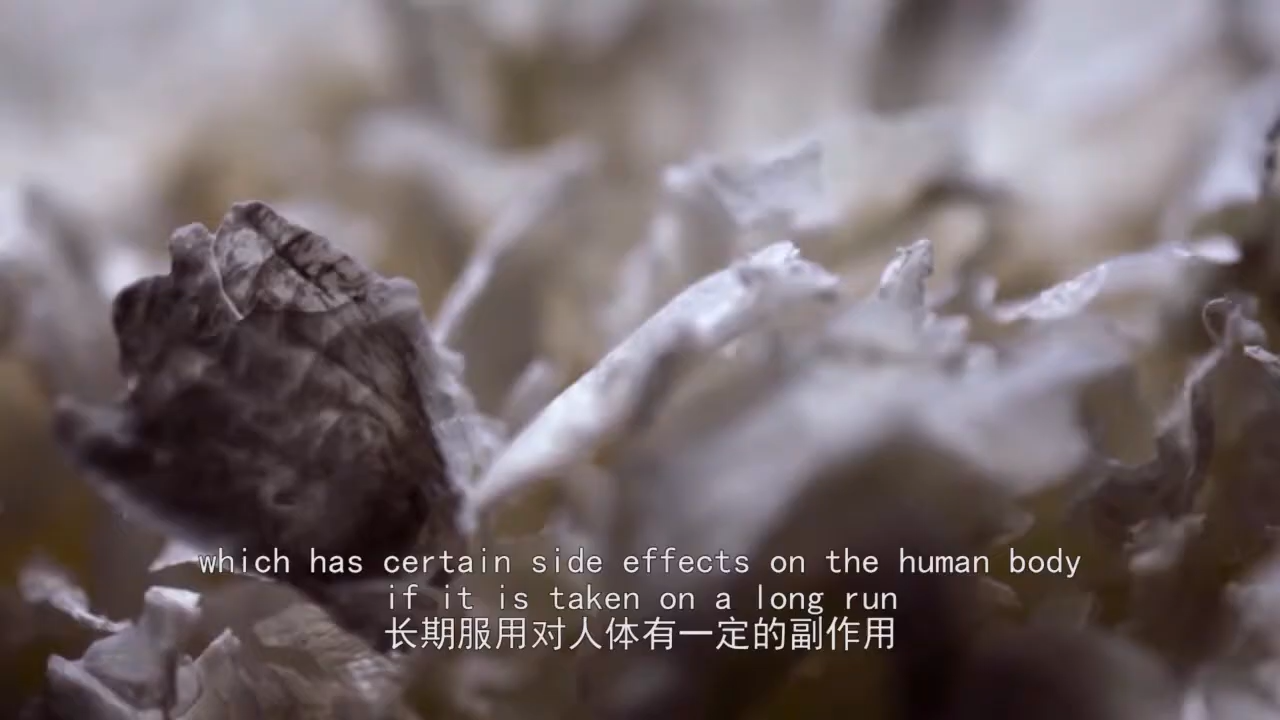 which has certain side effects on the human body
if it is taken on a long run
长期服用对人体有一定的副作用